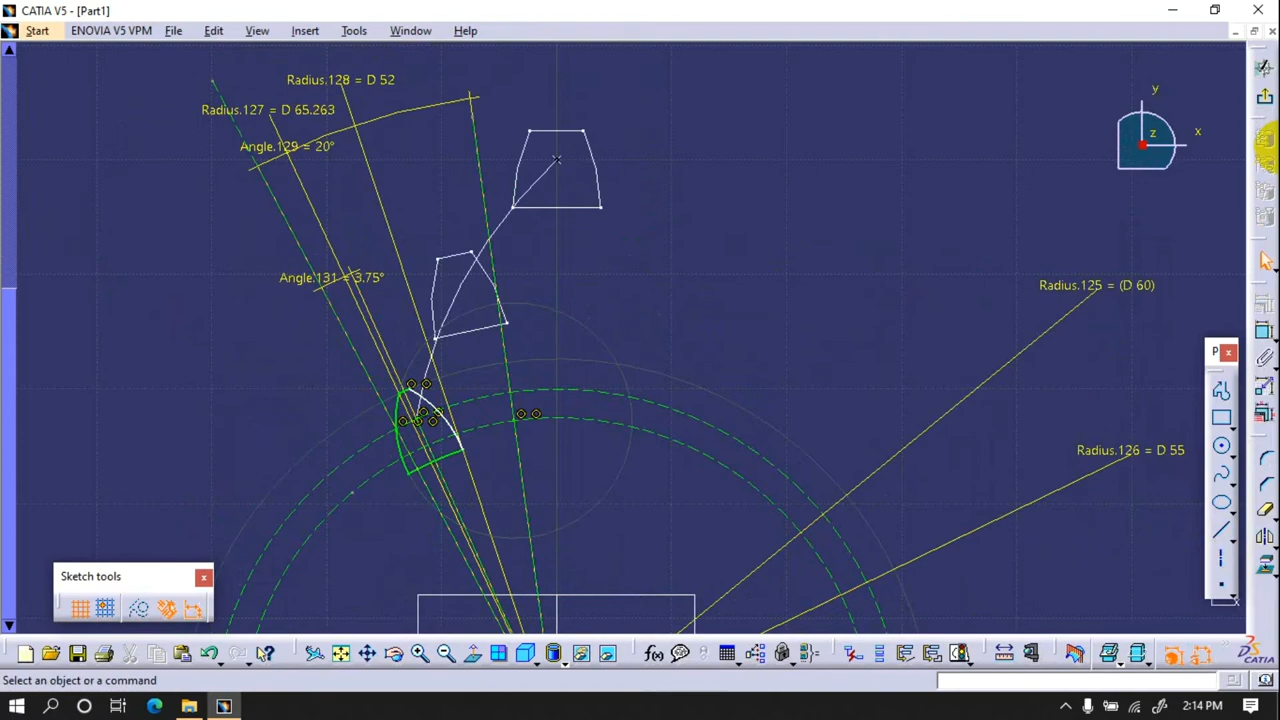 CATIA V5 - [Part1]
Start ENOVIA V5 VPM File Edit View Insert Tools Window Help
Radius.128 = D 52
Radius.127 = D 65.263
Angle.129 = 20°
Angle.131 = 3.75°
y
z
x
Radius.125 = (D 60)
P x
Radius.126 = D 55
Sketch tools x
f(x)
CATIA
Select an object or a command
2:14 PM